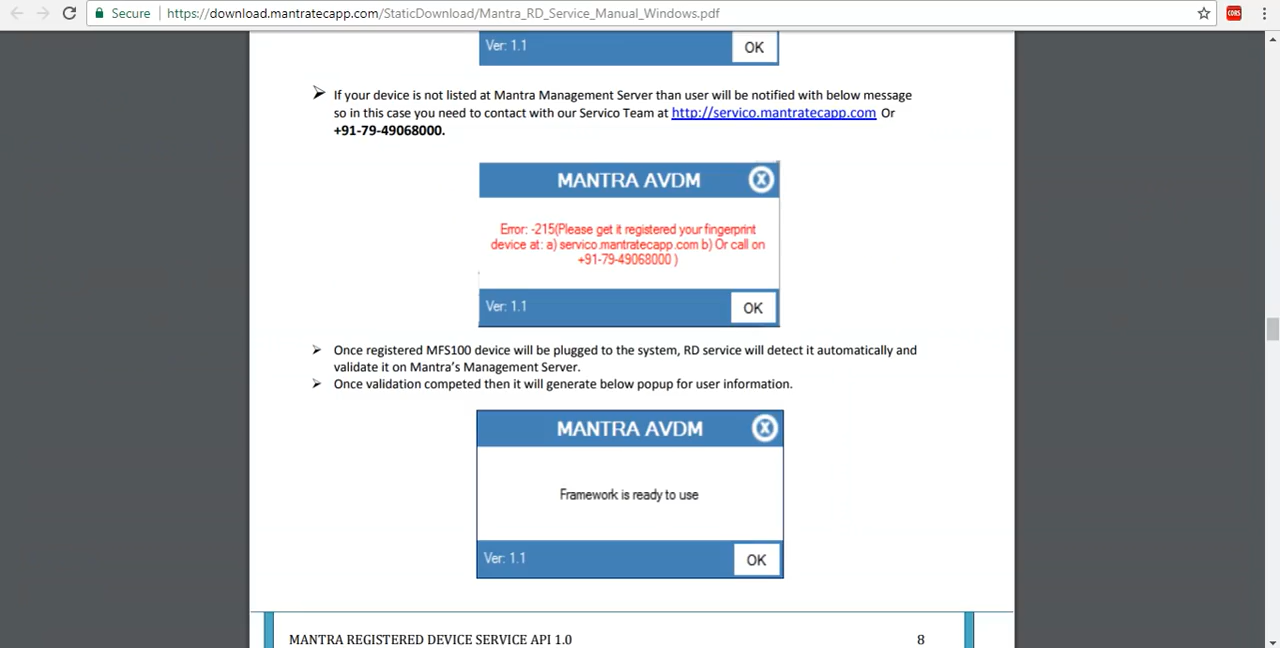 Secure
https://download.mantratecapp.com/StaticDownload/Mantra_RD_Service_Manual_Windows.pdf
CORS
Ver: 1.1
OK
If your device is not listed at Mantra Management Server than user will be notified with below message
so in this case you need to contact with our Servico Team at http://servico.mantratecapp.com Or
+91-79-49068000.
MANTRA AVDM
Error: -215(Please get it registered your fingerprint
device at: a) servico.mantratecapp.com b) Or call on
+91-79-49068000 )
Ver: 1.1
OK
Once registered MFS100 device will be plugged to the system, RD service will detect it automatically and
validate it on Mantra's Management Server.
Once validation competed then it will generate below popup for user information.
MANTRA AVDM
Framework is ready to use
Ver: 1.1
OK
MANTRA REGISTERED DEVICE SERVICE API 1.0
8